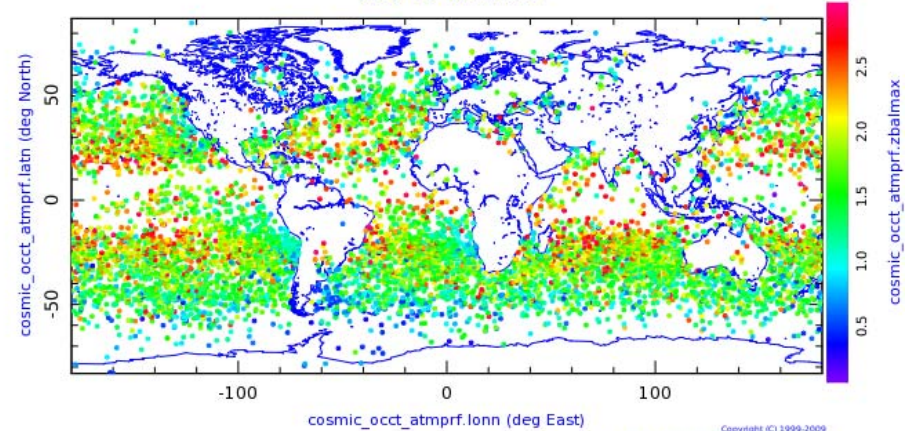 cosmic_occt_atmprf.latn (deg North)
50
0
50
-100
0
100
cosmic_occt_atmprf.lonn (deg East)
2.5
2.0
1.5
1.0
0.5
cosmic_occt_atmprf.zbalmax
Copyright (C) 1999-2009